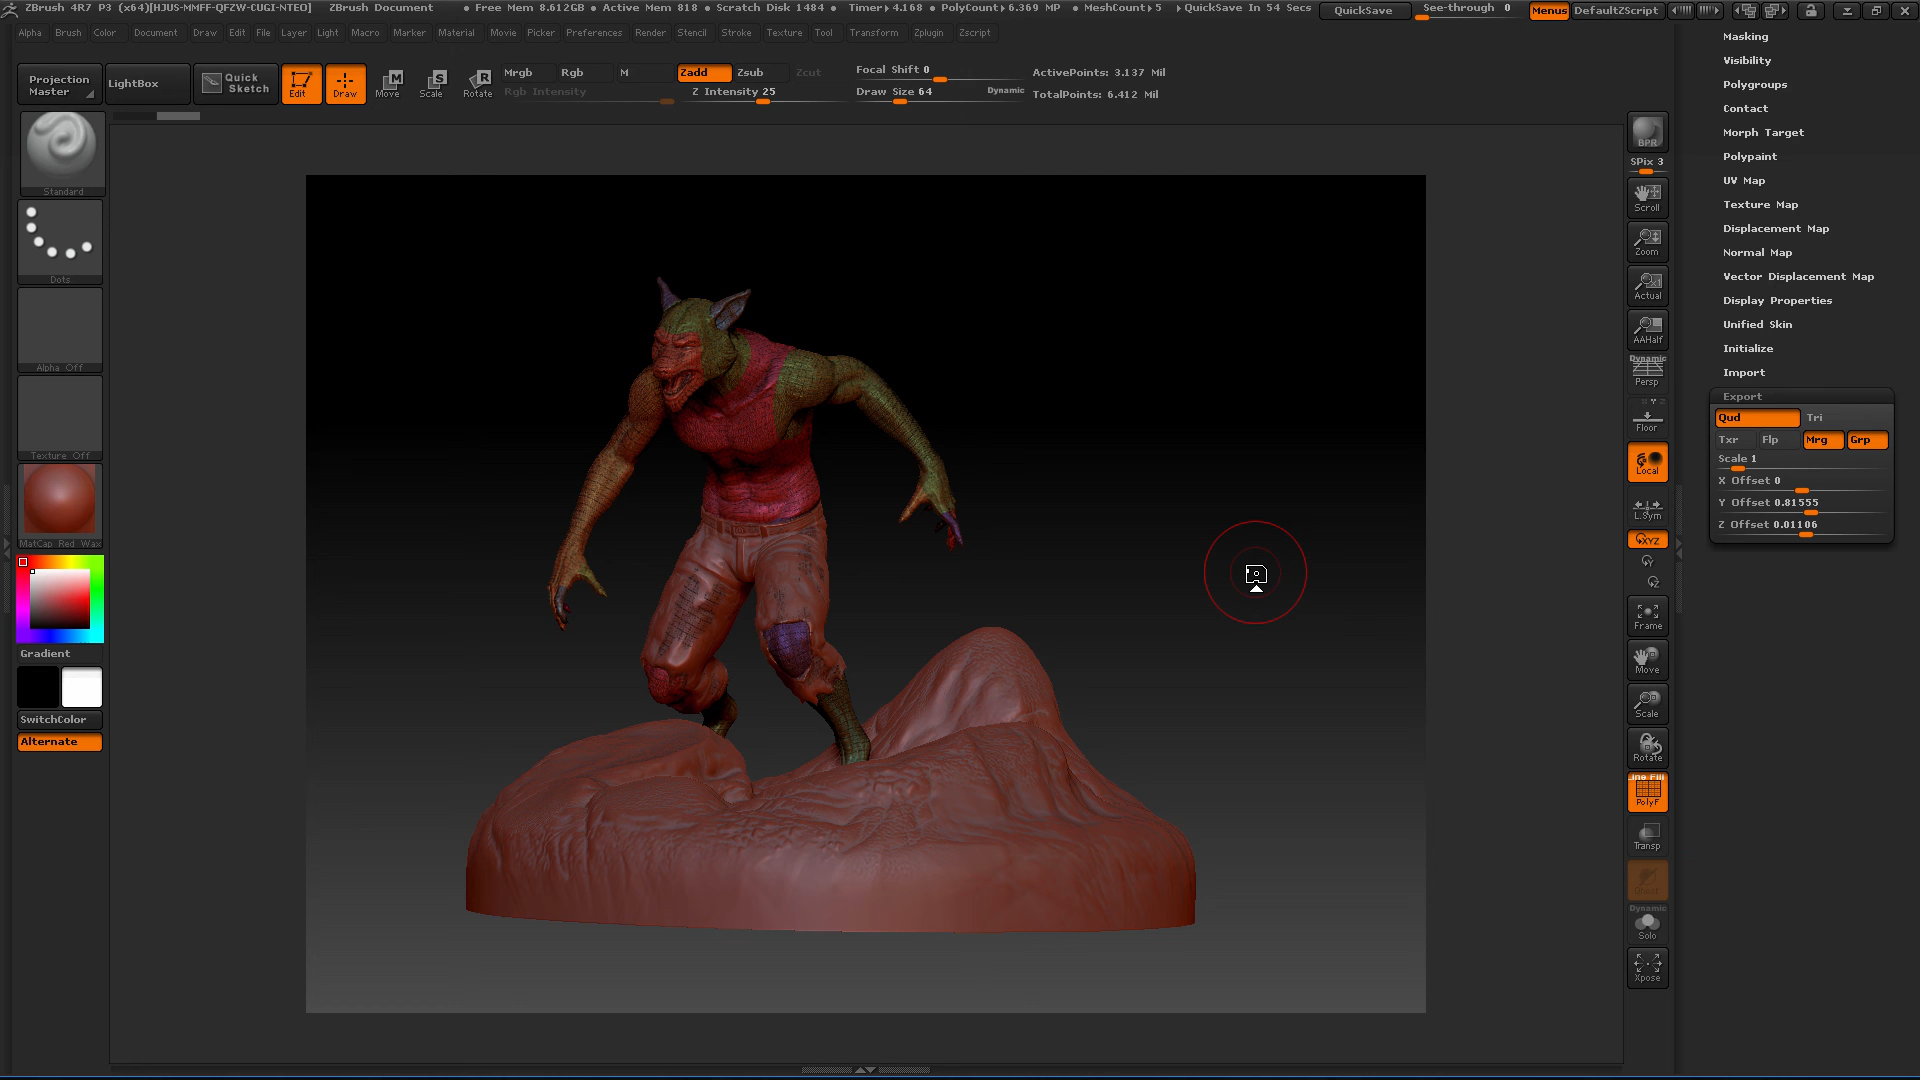 ZBrush 4R7 P3 (x64)[HJUS-MMFF-QFZW-CUGI-NTEO] ZBrush Document • Free Mem 8.612GB • Active Mem 818 • Scratch Disk 1484 • Timer▸4.168 • PolyCount▸6.369 MP • MeshCount▸5 ▸QuickSave In 54 Secs QuickSave See-through 0 Menus DefaultZScript
Alpha Brush Color Document Draw Edit File Layer Light Macro Marker Material Movie Picker Preferences Render Stencil Stroke Texture Tool Transform Zplugin Zscript
Projection Master
LightBox
Quick Sketch
Edit
Draw
Move
Scale
Rotate
Mrgb Rgb M Zadd Zsub Zcut
Rgb Intensity Z Intensity 25
Focal Shift 0
Draw Size 64 Dynamic
ActivePoints: 3.137 Mil
TotalPoints: 6.412 Mil
Standard
Dots
Alpha Off
Texture Off
MatCap Red Wax
Gradient
SwitchColor
Alternate
BPR
SPix 3
Scroll
Zoom
Actual
AAHalf
Dynamic
Persp
Floor
Local
L.Sym
XYZ
Y
Z
Frame
Move
Scale
Rotate
Line Fill
PolyF
Transp
Ghost
Dynamic
Solo
Xpose
Masking
Visibility
Polygroups
Contact
Morph Target
Polypaint
UV Map
Texture Map
Displacement Map
Normal Map
Vector Displacement Map
Display Properties
Unified Skin
Initialize
Import
Export
Qud Tri
Txr Flp Mrg Grp
Scale 1
X Offset 0
Y Offset 0.81555
Z Offset 0.01106